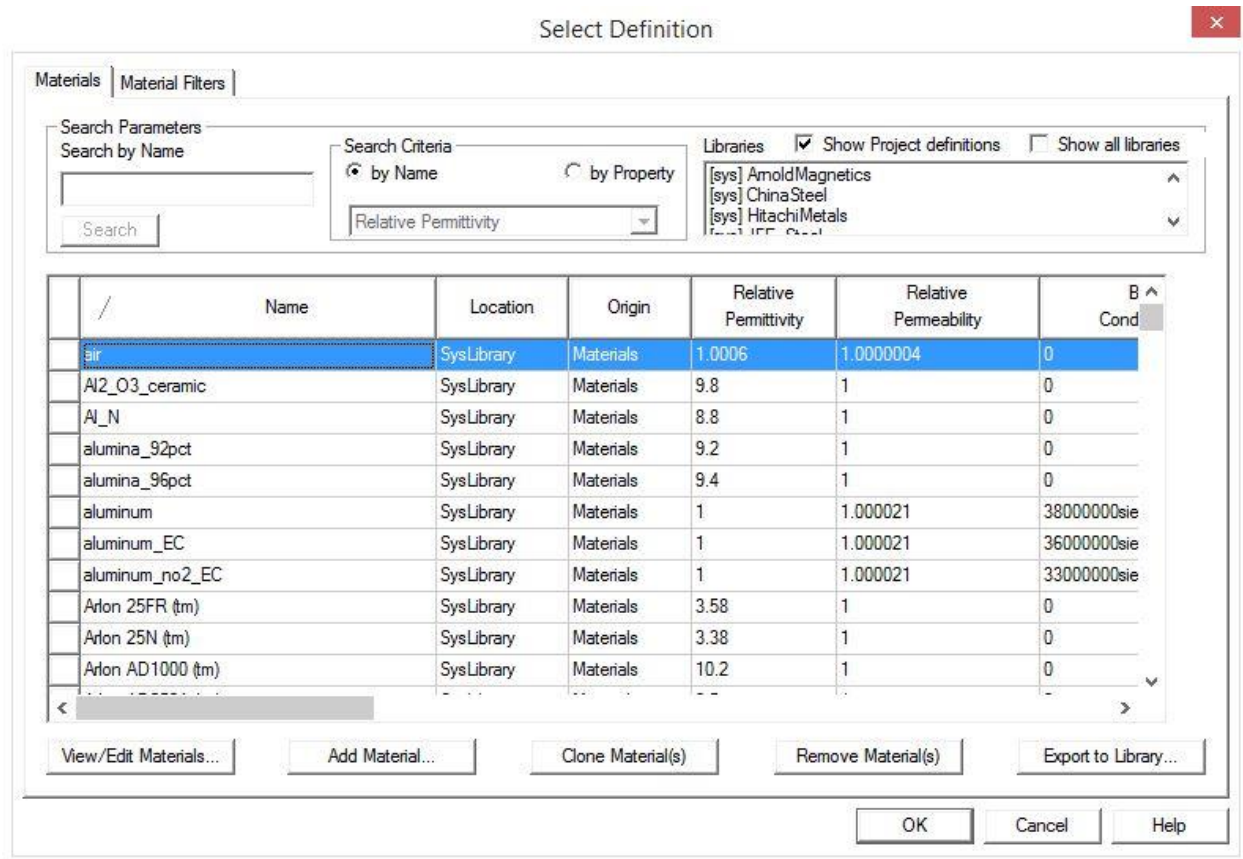 Select Definition
Materials Material Filters
Search Parameters
Search by Name
Search Criteria
by Name by Property
Libraries Show Project definitions Show all libraries
[sys] ArnoldMagnetics
[sys] ChinaSteel
[sys] HitachiMetals
Search
Relative Permittivity
/ Name Location Origin Relative Permittivity Relative Permeability B Cond
air SysLibrary Materials 1.0006 1.0000004 0
Al2_O3_ceramic SysLibrary Materials 9.8 1 0
Al_N SysLibrary Materials 8.8 1 0
alumina_92pct SysLibrary Materials 9.2 1 0
alumina_96pct SysLibrary Materials 9.4 1 0
aluminum SysLibrary Materials 1 1.000021 38000000sie
aluminum_EC SysLibrary Materials 1 1.000021 36000000sie
aluminum_no2_EC SysLibrary Materials 1 1.000021 33000000sie
Arlon 25FR (tm) SysLibrary Materials 3.58 1 0
Arlon 25N (tm) SysLibrary Materials 3.38 1 0
Arlon AD1000 (tm) SysLibrary Materials 10.2 1 0
View/Edit Materials... Add Material... Clone Material(s) Remove Material(s) Export to Library...
OK Cancel Help